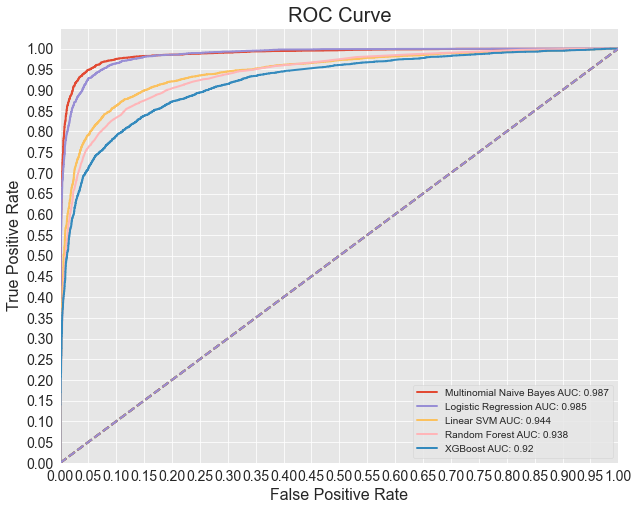 ROC Curve
True Positive Rate
1.00
0.95
0.90
0.85
0.80
0.75
0.70
0.65
0.60
0.55
0.50
0.45
0.40
0.35
0.30
0.25
0.20
0.15
0.10
0.05
0.00
Multinomial Naive Bayes AUC: 0.987
Logistic Regression AUC: 0.985
Linear SVM AUC: 0.944
Random Forest AUC: 0.938
XGBoost AUC: 0.92
0.00 0.05 0.10 0.15 0.20 0.25 0.30 0.35 0.40 0.45 0.50 0.55 0.60 0.65 0.70 0.75 0.80 0.85 0.90 0.95 1.00
False Positive Rate